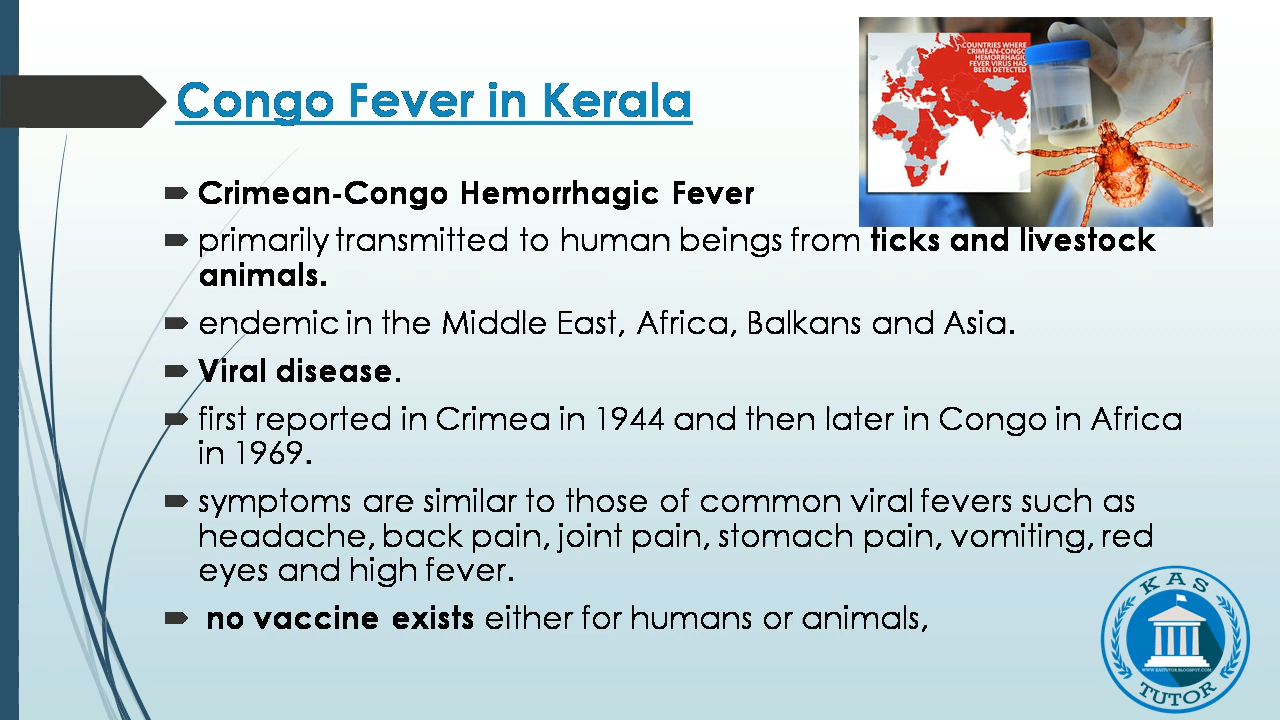 COUNTRIES WHERE
CRIMEAN-CONGO
HEMORRHAGIC
FEVER VIRUS HAS
BEEN DETECTED
Congo Fever in Kerala
Crimean-Congo Hemorrhagic Fever
primarily transmitted to human beings from ticks and livestock
animals.
endemic in the Middle East, Africa, Balkans and Asia.
Viral disease.
first reported in Crimea in 1944 and then later in Congo in Africa
in 1969.
symptoms are similar to those of common viral fevers such as
headache, back pain, joint pain, stomach pain, vomiting, red
eyes and high fever.
no vaccine exists either for humans or animals,
KAS
WWW.KASTUTOR.BLOGSPOT.COM
TUTOR